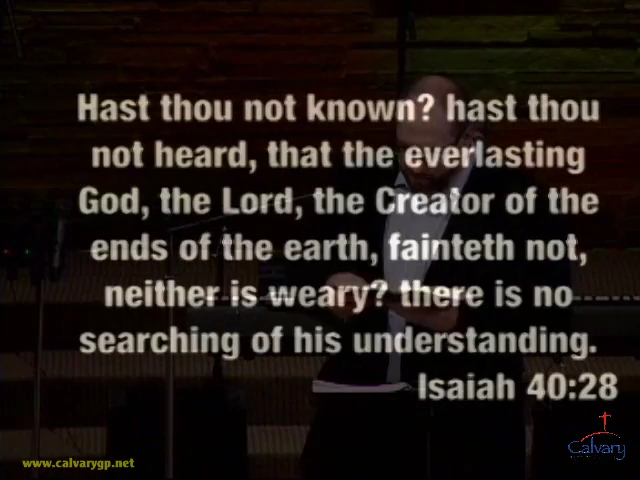 Hast thou not known? hast thou
not heard, that the everlasting
God, the Lord, the Creator of the
ends of the earth, fainteth not,
neither is weary? there is no
searching of his understanding.
Isaiah 40:28
Calvary
www.calvarygp.net